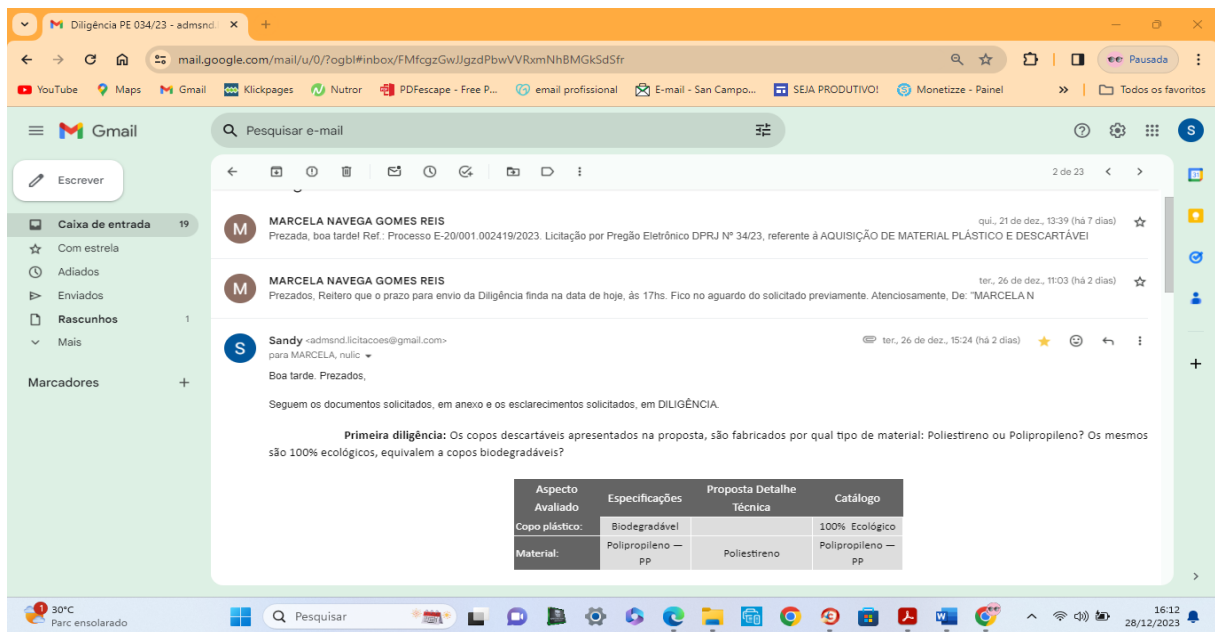 Diligência PE 034/23 - admsnd.l
mail.google.com/mail/u/0/?ogbl#inbox/FMfcgzGwJJgzdPbwVVRxmNhBMGkSdSfr
Pausada
YouTube Maps Gmail Klickpages Nutror PDFescape - Free P... email profissional E-mail - San Campo... SEJA PRODUTIVO! Monetizze - Painel » Todos os favoritos
Gmail
Pesquisar e-mail
S
Escrever
2 de 23
Caixa de entrada 19
Com estrela
Adiados
Enviados
Rascunhos 1
Mais
Marcadores
M
MARCELA NAVEGA GOMES REIS qui., 21 de dez., 13:39 (há 7 dias)
Prezada, boa tarde! Ref.: Processo E-20/001.002419/2023. Licitação por Pregão Eletrônico DPRJ Nº 34/23, referente à AQUISIÇÃO DE MATERIAL PLÁSTICO E DESCARTÁVEI
M
MARCELA NAVEGA GOMES REIS ter., 26 de dez., 11:03 (há 2 dias)
Prezados, Reitero que o prazo para envio da Diligência finda na data de hoje, às 17hs. Fico no aguardo do solicitado previamente. Atenciosamente, De: "MARCELA N
S
Sandy <admsnd.licitacoes@gmail.com> ter., 26 de dez., 15:24 (há 2 dias)
para MARCELA, nulic
Boa tarde. Prezados,
Seguem os documentos solicitados, em anexo e os esclarecimentos solicitados, em DILIGÊNCIA.
Primeira diligência: Os copos descartáveis apresentados na proposta, são fabricados por qual tipo de material: Poliestireno ou Polipropileno? Os mesmos
são 100% ecológicos, equivalem a copos biodegradáveis?
Aspecto Avaliado Especificações Proposta Detalhe Técnica Catálogo
Copo plástico: Biodegradável 100% Ecológico
Material: Polipropileno — PP Poliestireno Polipropileno — PP
31
1
30°C
Parc ensolarado
Pesquisar
16:12
28/12/2023